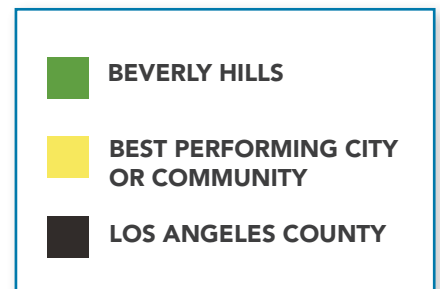 BEVERLY HILLS
BEST PERFORMING CITY
OR COMMUNITY
LOS ANGELES COUNTY